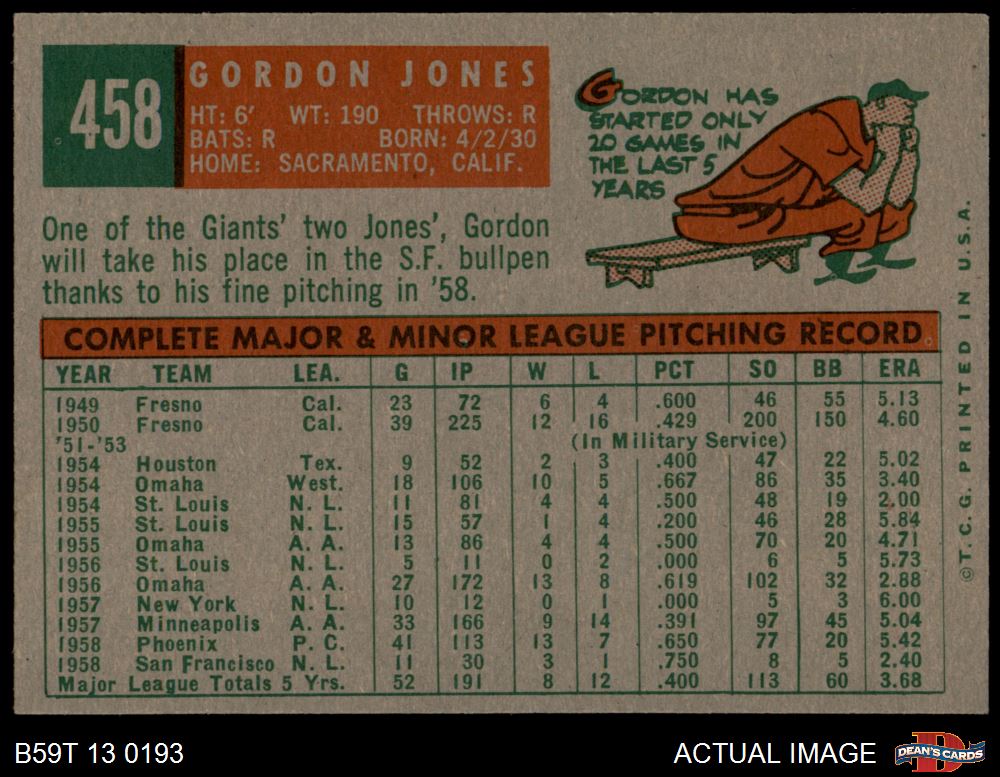 458
GORDON JONES
HT: 6' WT: 190 THROWS: R
BATS: R BORN: 4/2/30
HOME: SACRAMENTO, CALIF.
GORDON HAS
STARTED ONLY
20 GAMES IN
THE LAST 5
YEARS
One of the Giants' two Jones', Gordon
will take his place in the S.F. bullpen
thanks to his fine pitching in '58.
COMPLETE MAJOR & MINOR LEAGUE PITCHING RECORD
YEAR TEAM LEA. G IP W L PCT SO BB ERA
1949 Fresno Cal. 23 72 6 4 .600 46 55 5.13
1950 Fresno Cal. 39 225 12 16 .429 200 150 4.60
'51-'53 (In Military Service)
1954 Houston Tex. 9 52 2 3 .400 47 22 5.02
1954 Omaha West. 18 106 10 5 .667 86 35 3.40
1954 St. Louis N. L. 11 81 4 4 .500 48 19 2.00
1955 St. Louis N. L. 15 57 1 4 .200 46 28 5.84
1955 Omaha A. A. 13 86 4 4 .500 70 20 4.71
1956 St. Louis N. L. 5 11 0 2 .000 6 5 5.73
1956 Omaha A. A. 27 172 13 8 .619 102 32 2.88
1957 New York N. L. 10 12 0 1 .000 5 3 6.00
1957 Minneapolis A. A. 33 166 9 14 .391 97 45 5.04
1958 Phoenix P. C. 41 113 13 7 .650 77 20 5.42
1958 San Francisco N. L. 11 30 3 1 .750 8 5 2.40
Major League Totals 5 Yrs. 52 191 8 12 .400 113 60 3.68
©T.C.G. PRINTED IN U.S.A.
B59T 13 0193
ACTUAL IMAGE
D
DEAN'S CARDS